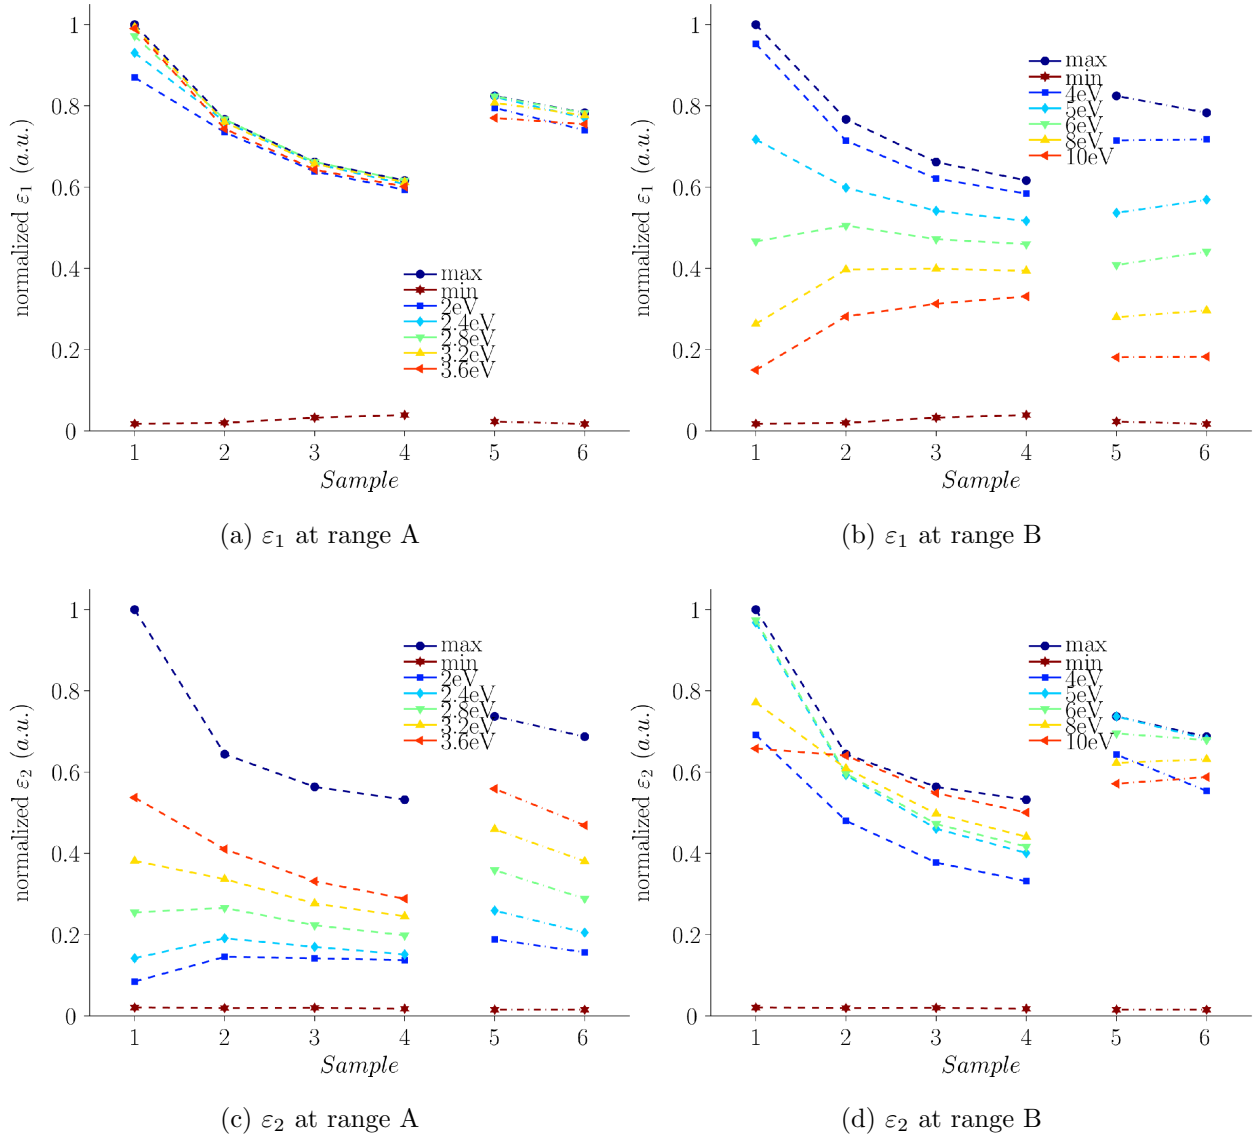 1
0.8
0.6
0.4
0.2
0
normalized ε₁ (a.u.)
max
min
2eV
2.4eV
2.8eV
3.2eV
3.6eV
1 2 3 4 5 6
Sample
(a) ε₁ at range A
1
0.8
0.6
0.4
0.2
0
normalized ε₁ (a.u.)
max
min
4eV
5eV
6eV
8eV
10eV
1 2 3 4 5 6
Sample
(b) ε₁ at range B
1
0.8
0.6
0.4
0.2
0
normalized ε₂ (a.u.)
max
min
2eV
2.4eV
2.8eV
3.2eV
3.6eV
1 2 3 4 5 6
Sample
(c) ε₂ at range A
1
0.8
0.6
0.4
0.2
0
normalized ε₂ (a.u.)
max
min
4eV
5eV
6eV
8eV
10eV
1 2 3 4 5 6
Sample
(d) ε₂ at range B